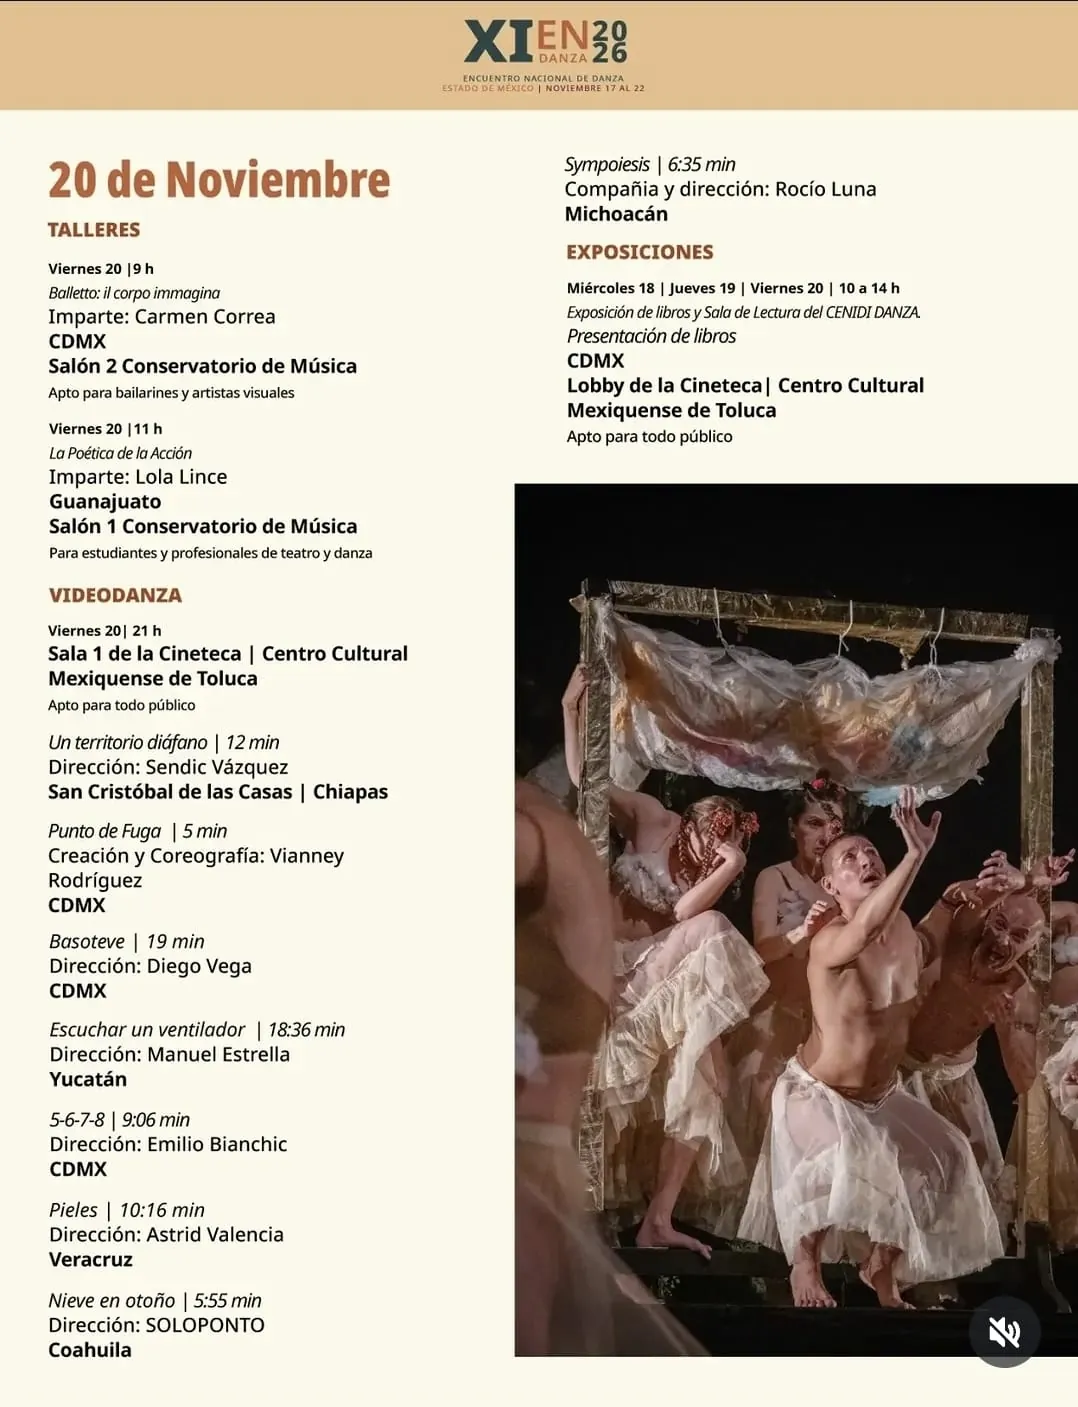 XI EN 20
DANZA 26
ENCUENTRO NACIONAL DE DANZA
ESTADO DE MÉXICO | NOVIEMBRE 17 AL 22
20 de Noviembre
TALLERES
Viernes 20 |9 h
Balletto: il corpo immagina
Imparte: Carmen Correa
CDMX
Salón 2 Conservatorio de Música
Apto para bailarines y artistas visuales
Viernes 20 |11 h
La Poética de la Acción
Imparte: Lola Lince
Guanajuato
Salón 1 Conservatorio de Música
Para estudiantes y profesionales de teatro y danza
VIDEODANZA
Viernes 20| 21 h
Sala 1 de la Cineteca | Centro Cultural
Mexiquense de Toluca
Apto para todo público
Un territorio diáfano | 12 min
Dirección: Sendic Vázquez
San Cristóbal de las Casas | Chiapas
Punto de Fuga | 5 min
Creación y Coreografía: Vianney
Rodríguez
CDMX
Basoteve | 19 min
Dirección: Diego Vega
CDMX
Escuchar un ventilador | 18:36 min
Dirección: Manuel Estrella
Yucatán
5-6-7-8 | 9:06 min
Dirección: Emilio Bianchic
CDMX
Pieles | 10:16 min
Dirección: Astrid Valencia
Veracruz
Nieve en otoño | 5:55 min
Dirección: SOLOPONTO
Coahuila
Sympoiesis | 6:35 min
Compañia y dirección: Rocío Luna
Michoacán
EXPOSICIONES
Miércoles 18 | Jueves 19 | Viernes 20 | 10 a 14 h
Exposición de libros y Sala de Lectura del CENIDI DANZA.
Presentación de libros
CDMX
Lobby de la Cineteca| Centro Cultural
Mexiquense de Toluca
Apto para todo público